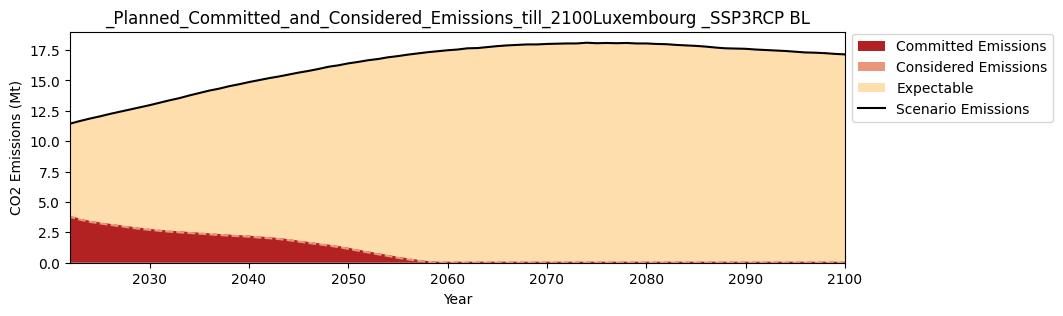 _Planned_Committed_and_Considered_Emissions_till_2100Luxembourg _SSP3RCP BL
Committed Emissions
Considered Emissions
Expectable
Scenario Emissions
CO2 Emissions (Mt)
17.5
15.0
12.5
10.0
7.5
5.0
2.5
0.0
2030 2040 2050 2060 2070 2080 2090 2100
Year